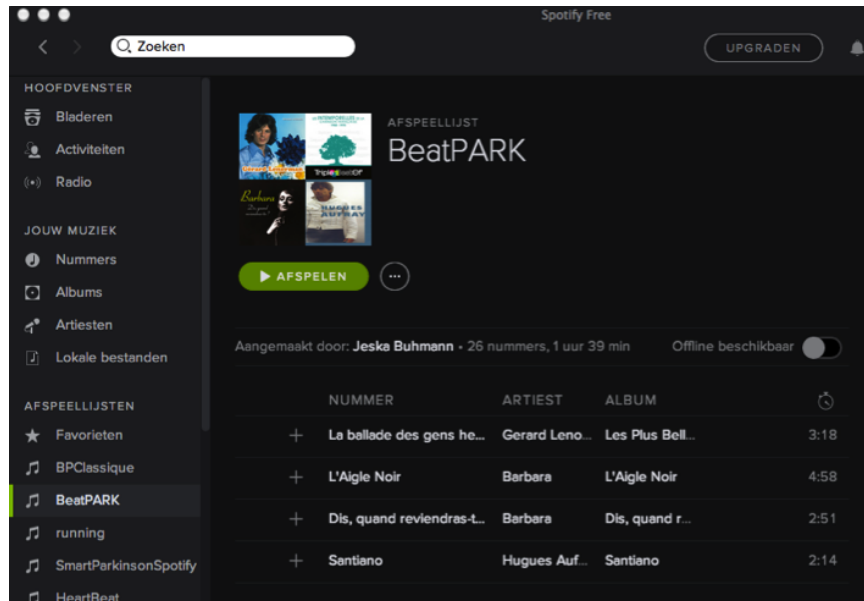 Spotify Free
Zoeken
UPGRADEN
HOOFDVENSTER
Bladeren
Activiteiten
Radio
JOUW MUZIEK
Nummers
Albums
Artiesten
Lokale bestanden
AFSPEELLIJSTEN
Favorieten
BPClassique
BeatPARK
running
SmartParkinsonSpotify
HeartBeat
AFSPEELLIJST
BeatPARK
Barbara
HUGUES
AUFRAY
AFSPELEN
Aangemaakt door: Jeska Buhmann • 26 nummers, 1 uur 39 min Offline beschikbaar
NUMMER ARTIEST ALBUM
La ballade des gens he... Gerard Leno... Les Plus Bell... 3:18
L'Aigle Noir Barbara L'Aigle Noir 4:58
Dis, quand reviendras-t... Barbara Dis, quand r... 2:51
Santiano Hugues Auf... Santiano 2:14